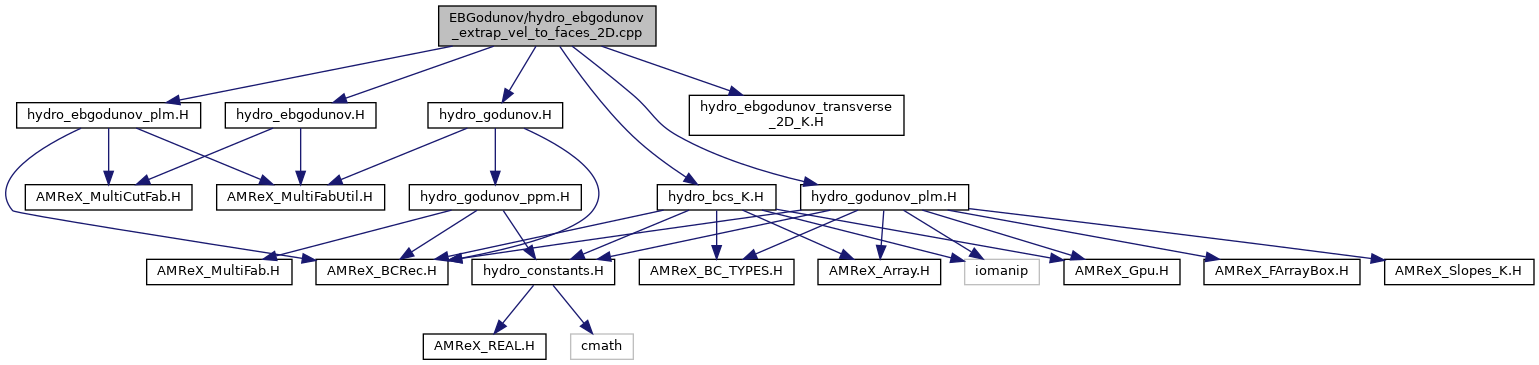 EBGodunov/hydro_ebgodunov
_extrap_vel_to_faces_2D.cpp
hydro_ebgodunov_plm.H
hydro_ebgodunov.H
hydro_godunov.H
hydro_ebgodunov_transverse
_2D_K.H
AMReX_MultiCutFab.H
AMReX_MultiFabUtil.H
hydro_godunov_ppm.H
hydro_bcs_K.H
hydro_godunov_plm.H
AMReX_MultiFab.H
AMReX_BCRec.H
hydro_constants.H
AMReX_BC_TYPES.H
AMReX_Array.H
iomanip
AMReX_Gpu.H
AMReX_FArrayBox.H
AMReX_Slopes_K.H
AMReX_REAL.H
cmath